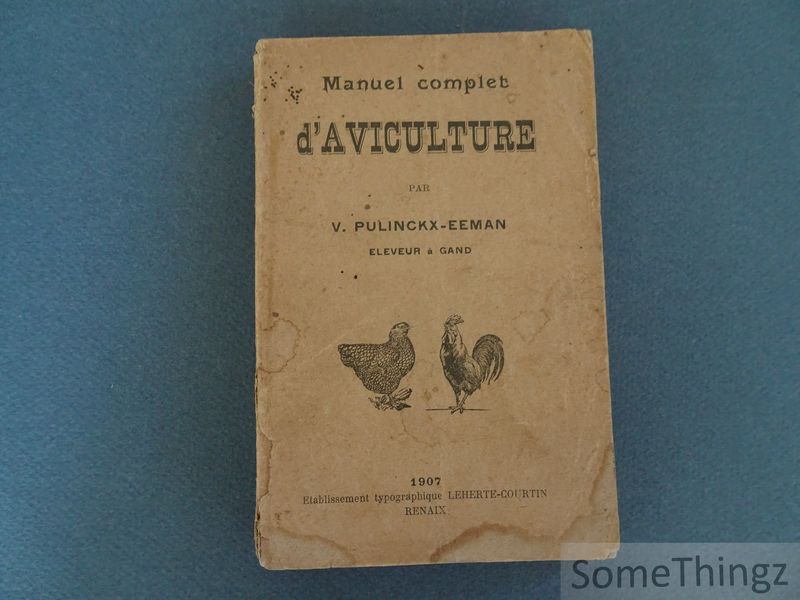 Manuel complet
d'AVICULTURE
PAR
V. PULINCKX-EEMAN
ELEVEUR à GAND
1907
Etablissement typographique LEHERTE-COURTIN
RENAIX
SomeThingz